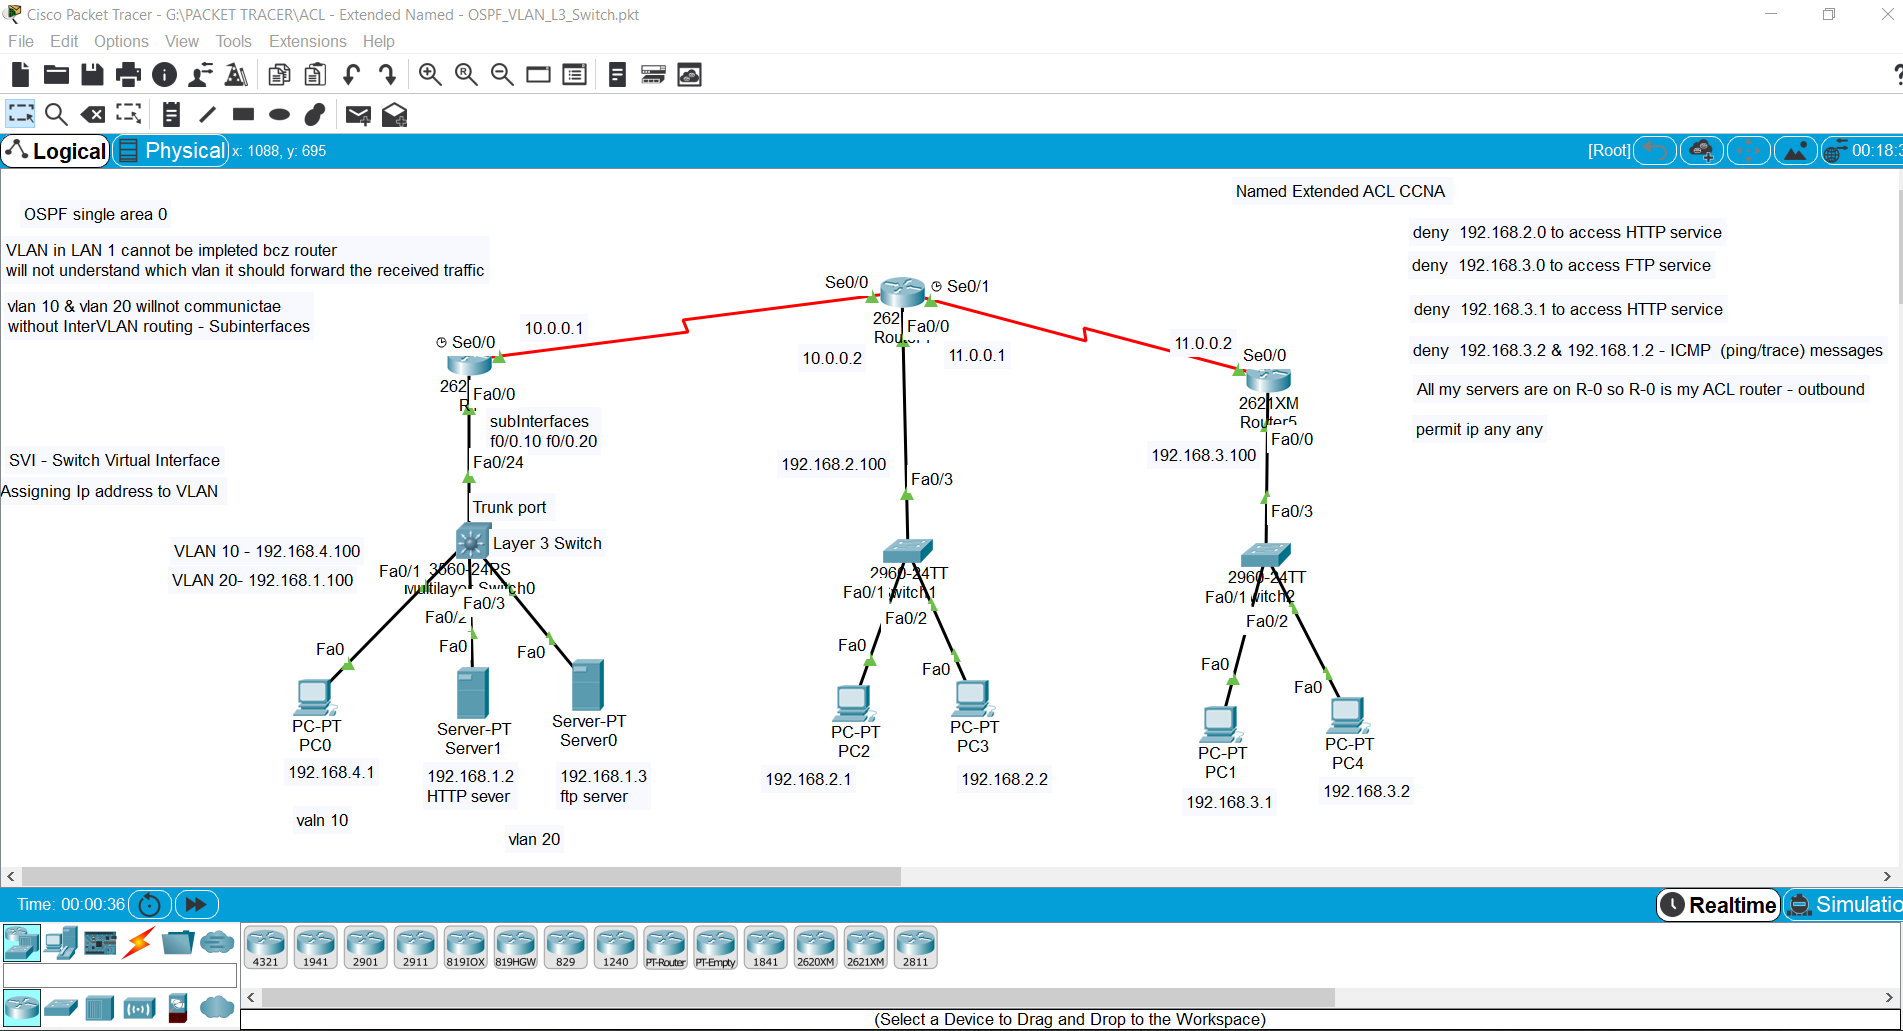 Cisco Packet Tracer - G:\PACKET TRACER\ACL - Extended Named - OSPF_VLAN_L3_Switch.pkt
File Edit Options View Tools Extensions Help
Logical Physical x: 1088, y: 695 [Root] 00:18:3
Named Extended ACL CCNA
OSPF single area 0
VLAN in LAN 1 cannot be impleted bcz router
will not understand which vlan it should forward the received traffic
vlan 10 & vlan 20 willnot communictae
without InterVLAN routing - Subinterfaces
deny 192.168.2.0 to access HTTP service
deny 192.168.3.0 to access FTP service
deny 192.168.3.1 to access HTTP service
deny 192.168.3.2 & 192.168.1.2 - ICMP (ping/trace) messages
All my servers are on R-0 so R-0 is my ACL router - outbound
permit ip any any
Se0/0
Se0/1
262
Fa0/0
10.0.0.1
10.0.0.2
11.0.0.1
11.0.0.2
Se0/0
262
Fa0/0
subInterfaces
f0/0.10 f0/0.20
Fa0/24
Trunk port
Se0/0
2621XM
Router5
Fa0/0
192.168.3.100
Fa0/3
192.168.2.100
Fa0/3
SVI - Switch Virtual Interface
Assigning Ip address to VLAN
VLAN 10 - 192.168.4.100
VLAN 20- 192.168.1.100
Layer 3 Switch
3560-24PS
Multilayer Switch0
Fa0/1
Fa0/3
Fa0/2
Fa0
Fa0
Fa0
PC-PT
PC0
192.168.4.1
valn 10
Server-PT
Server1
192.168.1.2
HTTP sever
Server-PT
Server0
192.168.1.3
ftp server
vlan 20
2960-24TT
Fa0/1 witch1
Fa0/2
Fa0
Fa0
PC-PT
PC2
192.168.2.1
PC-PT
PC3
192.168.2.2
2960-24TT
Fa0/1 witch2
Fa0/2
Fa0
Fa0
PC-PT
PC1
192.168.3.1
PC-PT
PC4
192.168.3.2
Time: 00:00:36
Realtime Simulatio
4321 1941 2901 2911 819IOX 819HGW 829 1240 PT-Router PT-Empty 1841 2620XM 2621XM 2811
(Select a Device to Drag and Drop to the Workspace)